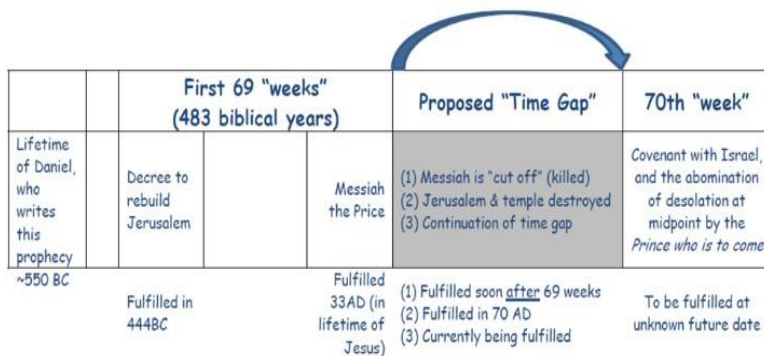 First 69 “weeks”
(483 biblical years)
Proposed “Time Gap”
70th “week”
Lifetime
of Daniel,
who
writes
this
prophecy
~550 BC
Decree to
rebuild
Jerusalem
Messiah
the Price
(1) Messiah is “cut off” (killed)
(2) Jerusalem & temple destroyed
(3) Continuation of time gap
Covenant with Israel,
and the abomination
of desolation at
midpoint by the
Prince who is to come
Fulfilled in
444BC
Fulfilled
33AD (in
lifetime of
Jesus)
(1) Fulfilled soon after 69 weeks
(2) Fulfilled in 70 AD
(3) Currently being fulfilled
To be fulfilled at
unknown future date